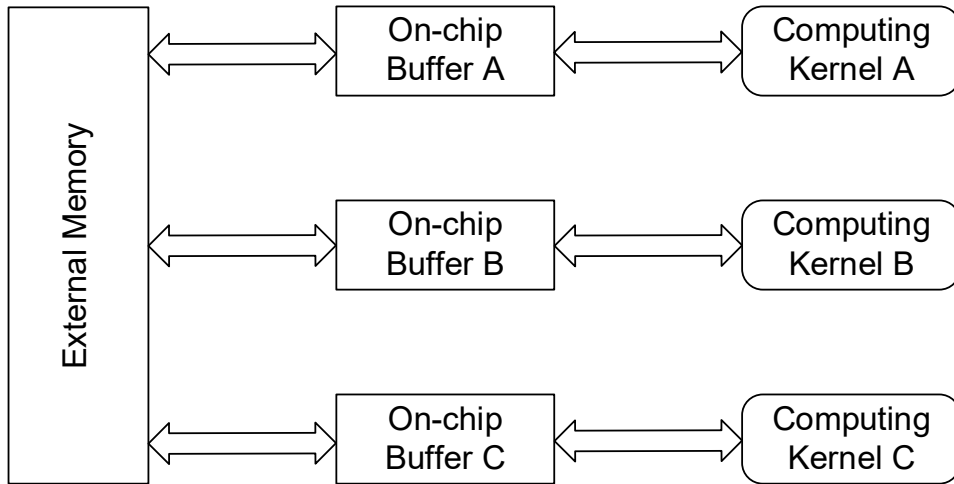 External Memory
On-chip
Buffer A
Computing
Kernel A
On-chip
Buffer B
Computing
Kernel B
On-chip
Buffer C
Computing
Kernel C